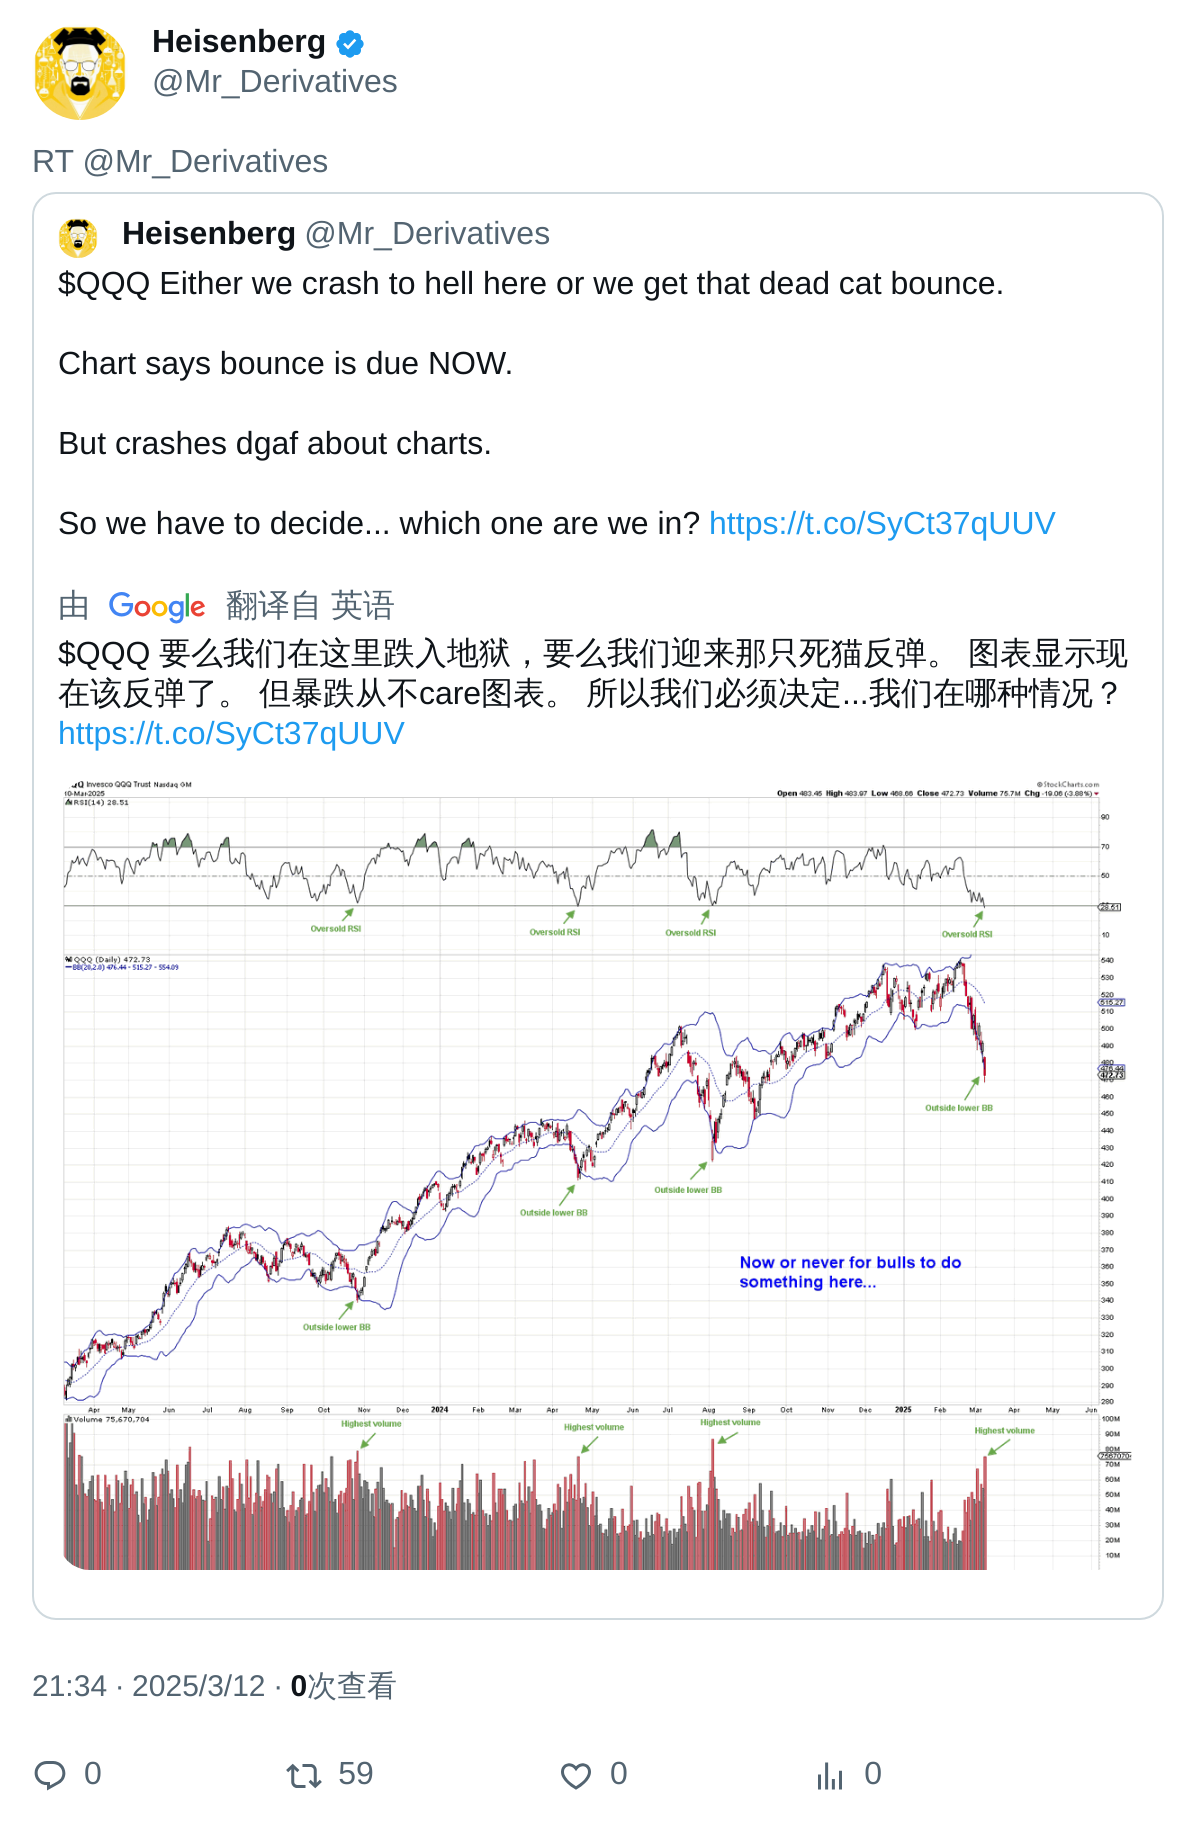 Heisenberg
@Mr_Derivatives
RT @Mr_Derivatives
Heisenberg @Mr_Derivatives
$QQQ Either we crash to hell here or we get that dead cat bounce.
Chart says bounce is due NOW.
But crashes dgaf about charts.
So we have to decide... which one are we in? https://t.co/SyCt37qUUV
由 Google 翻译自 英语
$QQQ 要么我们在这里跌入地狱，要么我们迎来那只死猫反弹。 图表显示现
在该反弹了。 但暴跌从不care图表。 所以我们必须决定...我们在哪种情况？
https://t.co/SyCt37qUUV
Invesco QQQ Trust Nasdaq GM
© StockCharts.com
10-Mar-2025
Open 483.45 High 483.97 Low 468.66 Close 472.73 Volume 75.7M Chg -19.06 (-3.88%)
RSI(14) 28.51
90
70
50
28.51
10
Oversold RSI
Oversold RSI
Oversold RSI
Oversold RSI
QQQ (Daily) 472.73
BB(20,2.0) 476.44 - 515.27 - 554.09
540
530
520
515.27
510
500
490
480
476.44
472.73
460
450
440
430
420
410
400
390
380
370
360
350
340
330
320
310
300
290
280
Outside lower BB
Outside lower BB
Outside lower BB
Outside lower BB
Now or never for bulls to do
something here...
Apr May Jun Jul Aug Sep Oct Nov Dec 2024 Feb Mar Apr May Jun Jul Aug Sep Oct Nov Dec 2025 Feb Mar Apr May Jun
Volume 75,670,704
Highest volume
Highest volume
Highest volume
Highest volume
100M
90M
80M
70M
60M
50M
40M
30M
20M
10M
21:34 · 2025/3/12 · 0次查看
0 59 0 0